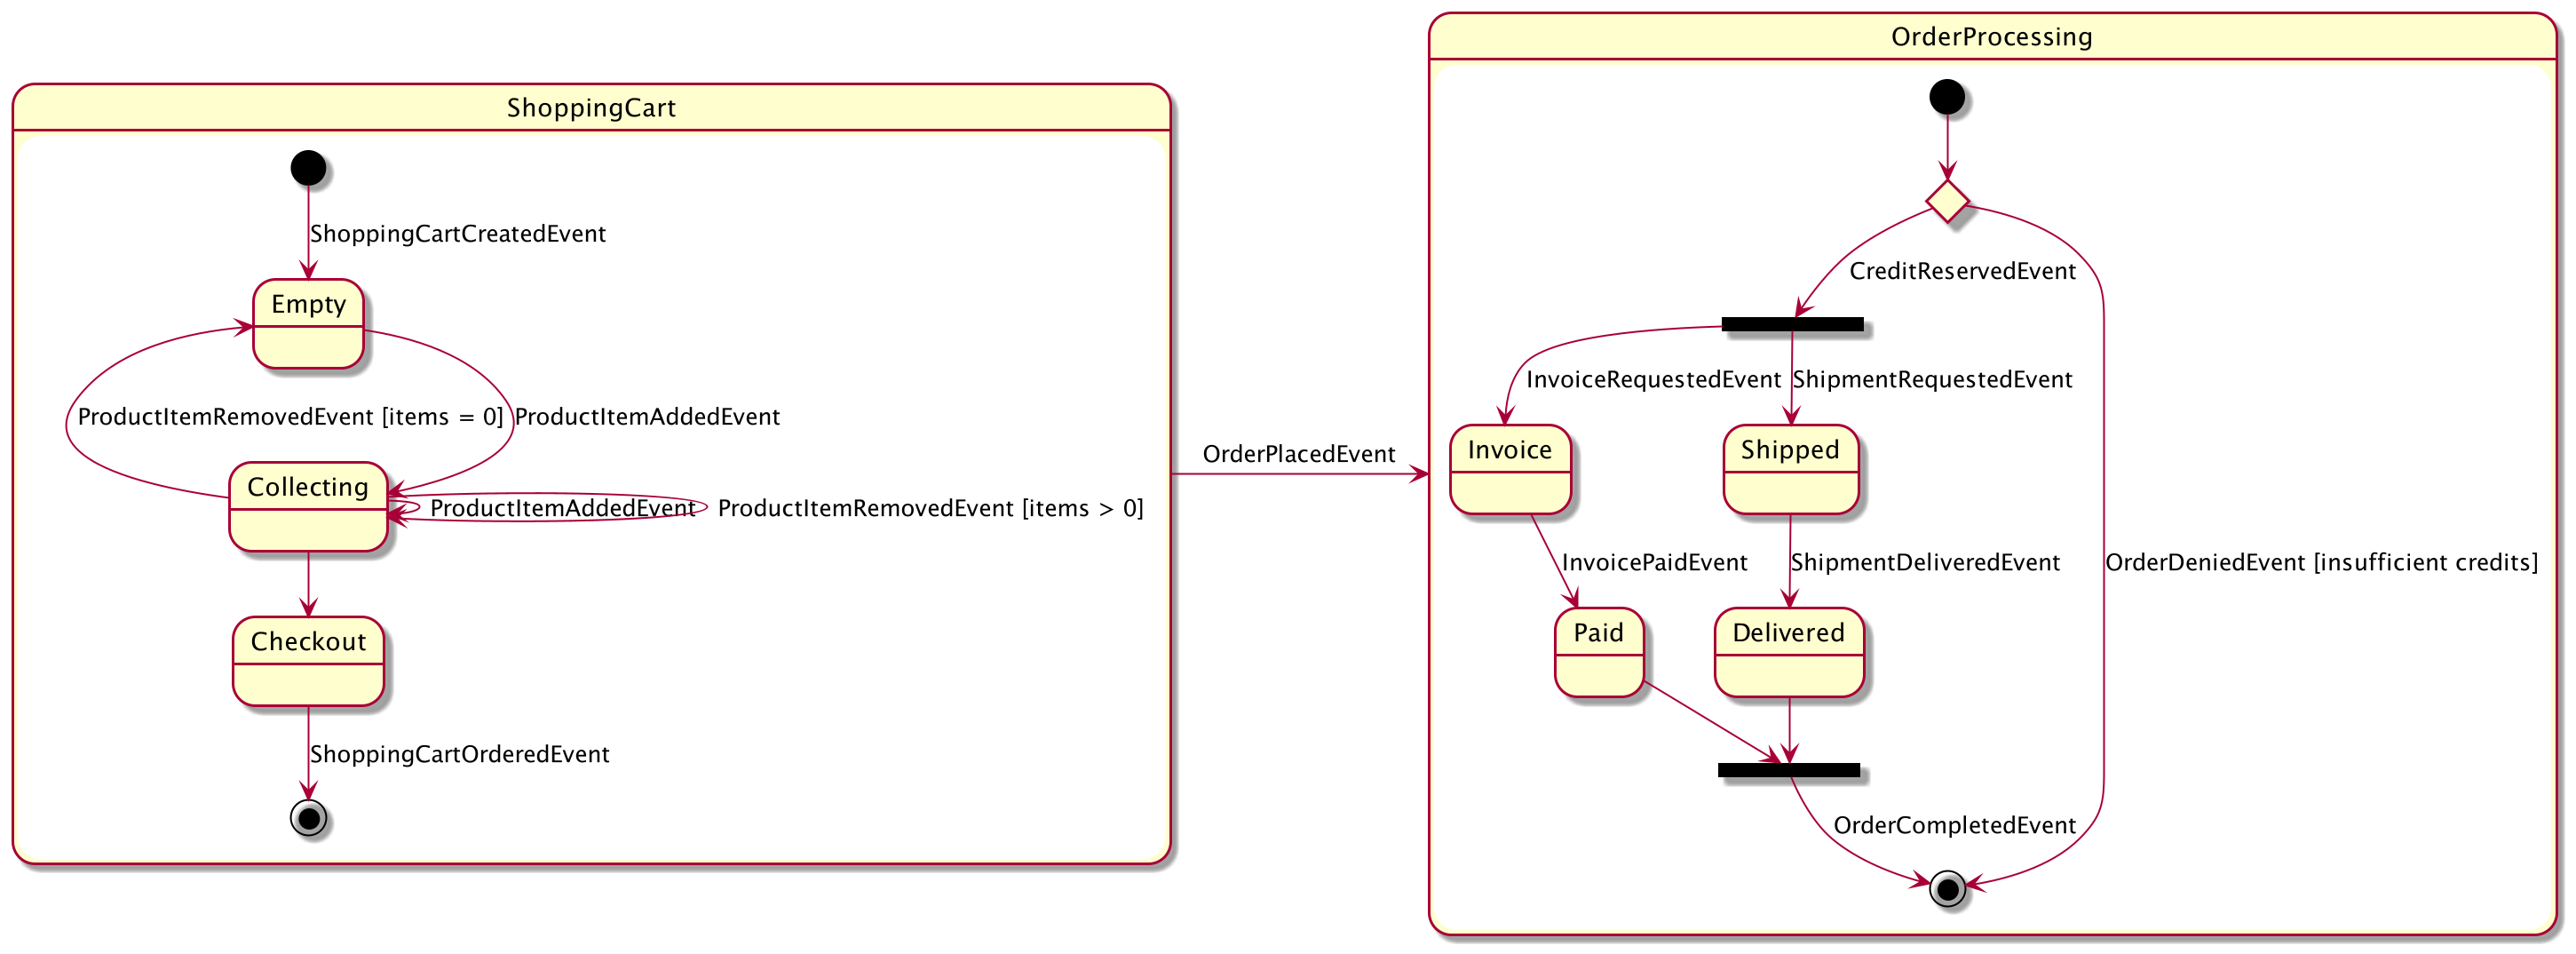 ShoppingCart
ShoppingCartCreatedEvent
Empty
ProductItemRemovedEvent [items = 0]
ProductItemAddedEvent
Collecting
ProductItemAddedEvent
ProductItemRemovedEvent [items > 0]
Checkout
ShoppingCartOrderedEvent
OrderPlacedEvent
OrderProcessing
CreditReservedEvent
InvoiceRequestedEvent
ShipmentRequestedEvent
Invoice
Shipped
InvoicePaidEvent
ShipmentDeliveredEvent
OrderDeniedEvent [insufficient credits]
Paid
Delivered
OrderCompletedEvent